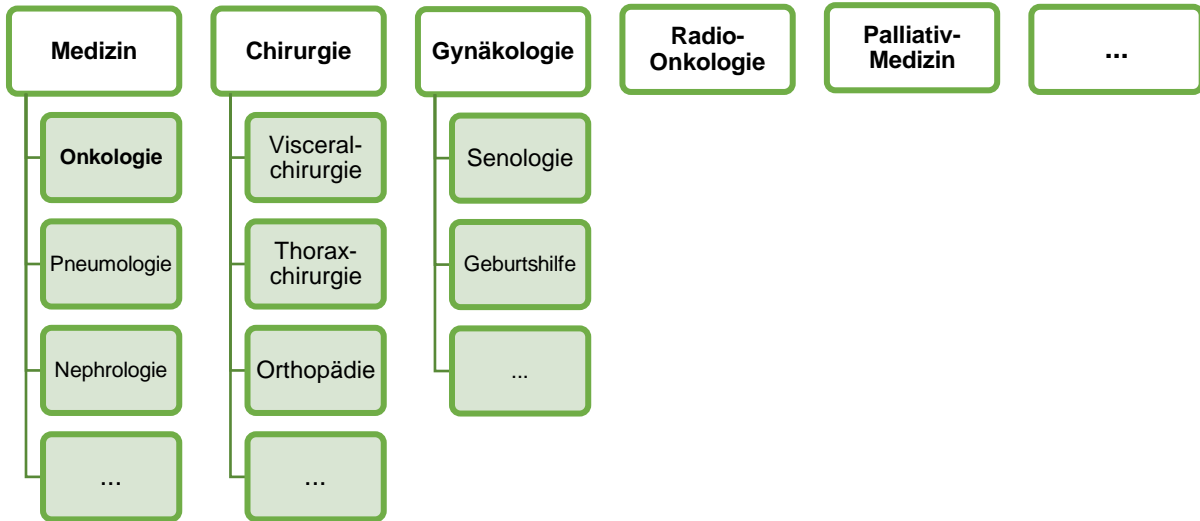 Medizin
Onkologie
Pneumologie
Nephrologie
...
Chirurgie
Visceral-
chirurgie
Thorax-
chirurgie
Orthopädie
...
Gynäkologie
Senologie
Geburtshilfe
...
Radio-
Onkologie
Palliativ-
Medizin
...